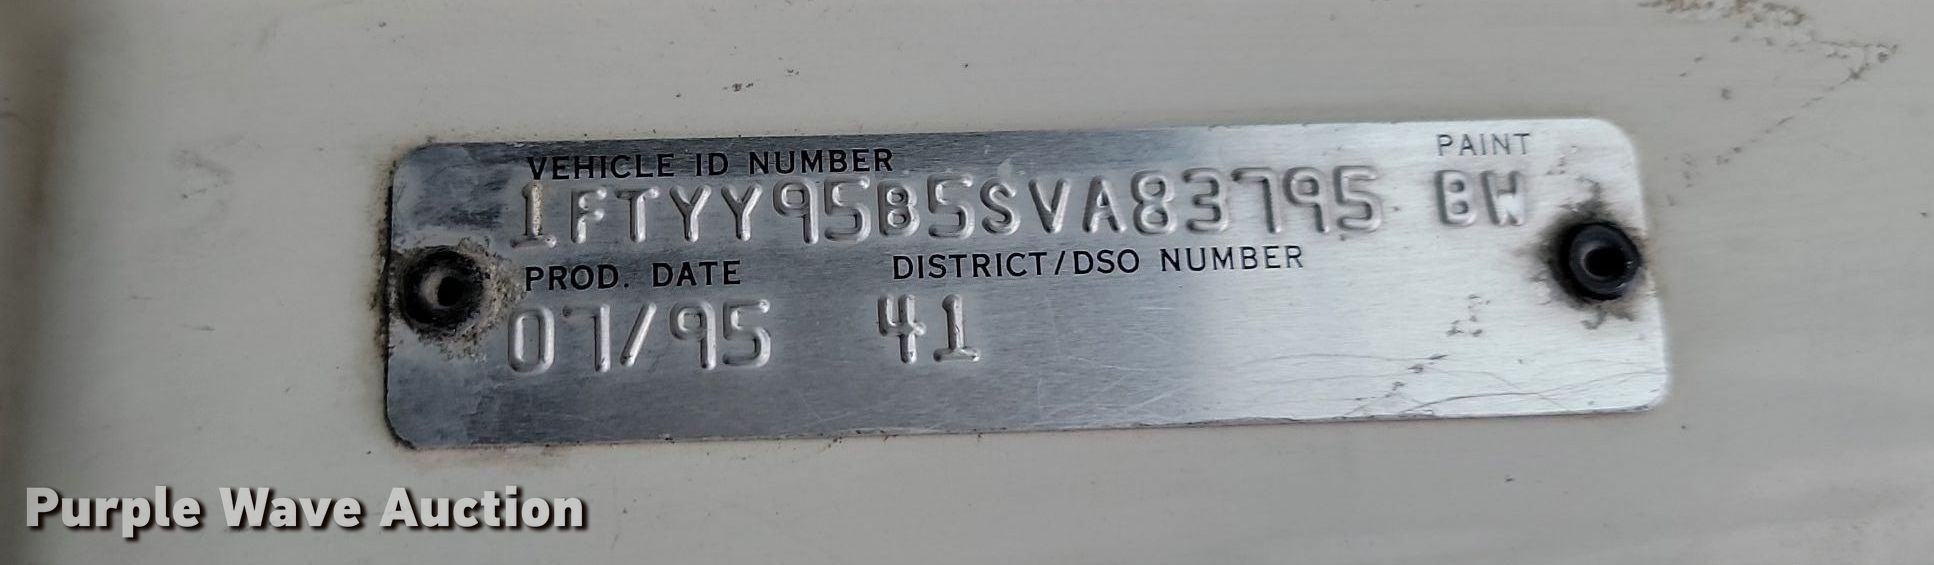 VEHICLE ID NUMBER PAINT
1FTYY95B5SVA83795 BW
PROD. DATE DISTRICT/DSO NUMBER
07/95 41
Purple Wave Auction